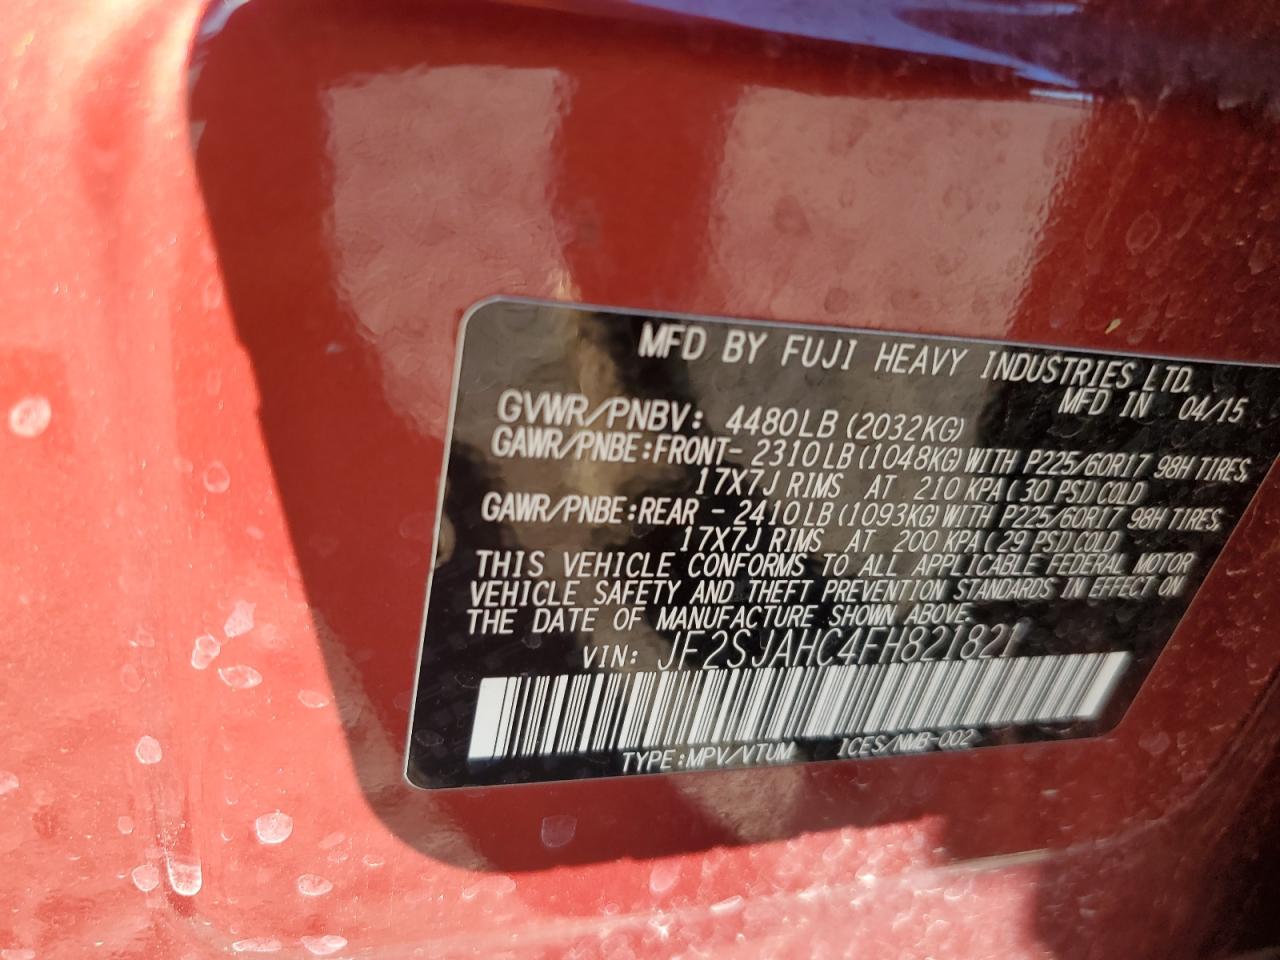 MFD BY FUJI HEAVY INDUSTRIES LTD.
MFD IN 04/15
GVWR/PNBV: 4480LB (2032KG)
GAWR/PNBE:FRONT- 2310LB(1048KG)WITH P225/60R17 98H TIRES,
17X7J RIMS AT 210 KPA(30 PSI)COLD
GAWR/PNBE:REAR - 2410LB(1093KG)WITH P225/60R17 98H TIRES,
17X7J RIMS AT 200 KPA(29 PSI)COLD
THIS VEHICLE CONFORMS TO ALL APPLICABLE FEDERAL MOTOR
VEHICLE SAFETY AND THEFT PREVENTION STANDARDS IN EFFECT ON
THE DATE OF MANUFACTURE SHOWN ABOVE.
VIN: JF2SJAHC4FH821821
TYPE:MPV/VTUM ICES/NMB-002